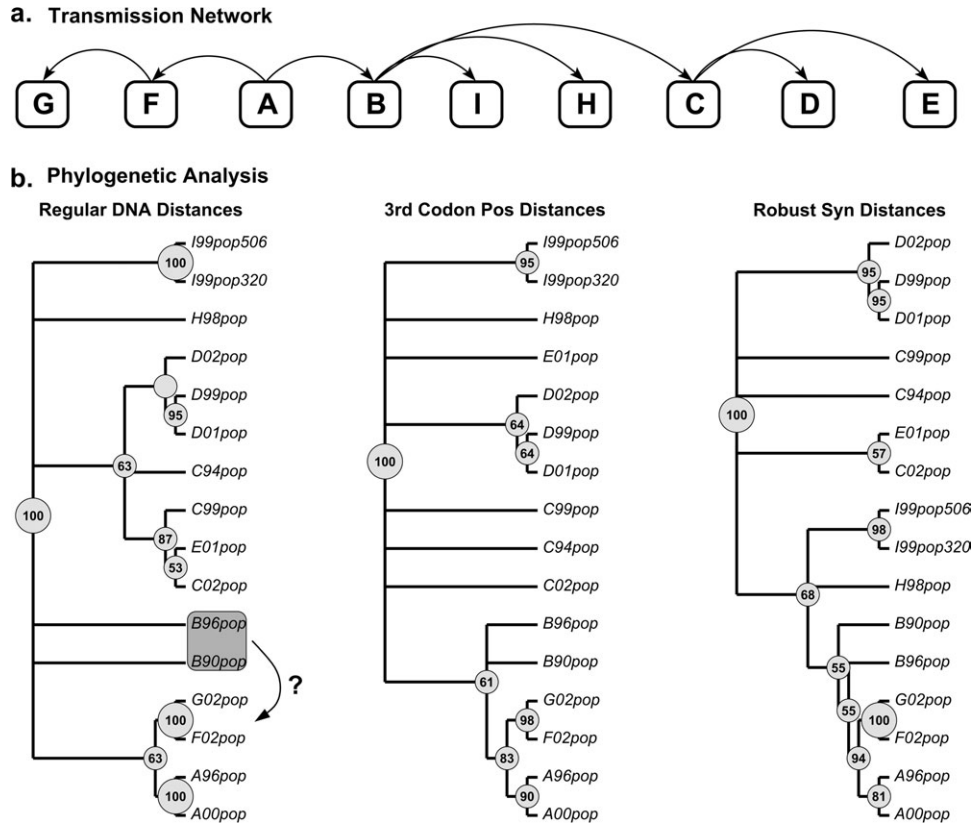 a. Transmission Network
G F A B I H C D E
b. Phylogenetic Analysis
Regular DNA Distances
I99pop506
100
I99pop320
H98pop
D02pop
D99pop
95
D01pop
63
C94pop
C99pop
87
E01pop
53
C02pop
100
B96pop
B90pop
?
G02pop
100
F02pop
63
A96pop
100
A00pop
3rd Codon Pos Distances
I99pop506
95
I99pop320
H98pop
E01pop
D02pop
64
D99pop
64
D01pop
100
C99pop
C94pop
C02pop
B96pop
B90pop
61
G02pop
98
F02pop
83
A96pop
90
A00pop
Robust Syn Distances
D02pop
95
D99pop
95
D01pop
C99pop
C94pop
100
E01pop
57
C02pop
I99pop506
98
I99pop320
H98pop
68
B90pop
B96pop
55
G02pop
55
100
F02pop
94
A96pop
81
A00pop